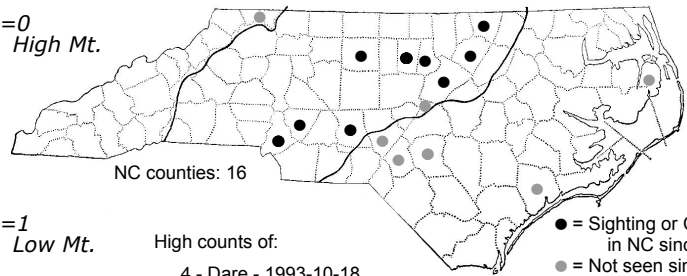 =0
High Mt.
NC counties: 16
=1
Low Mt.
High counts of:
4 - Dare - 1993-10-18
● = Sighting or
in NC sinc
● = Not seen sin